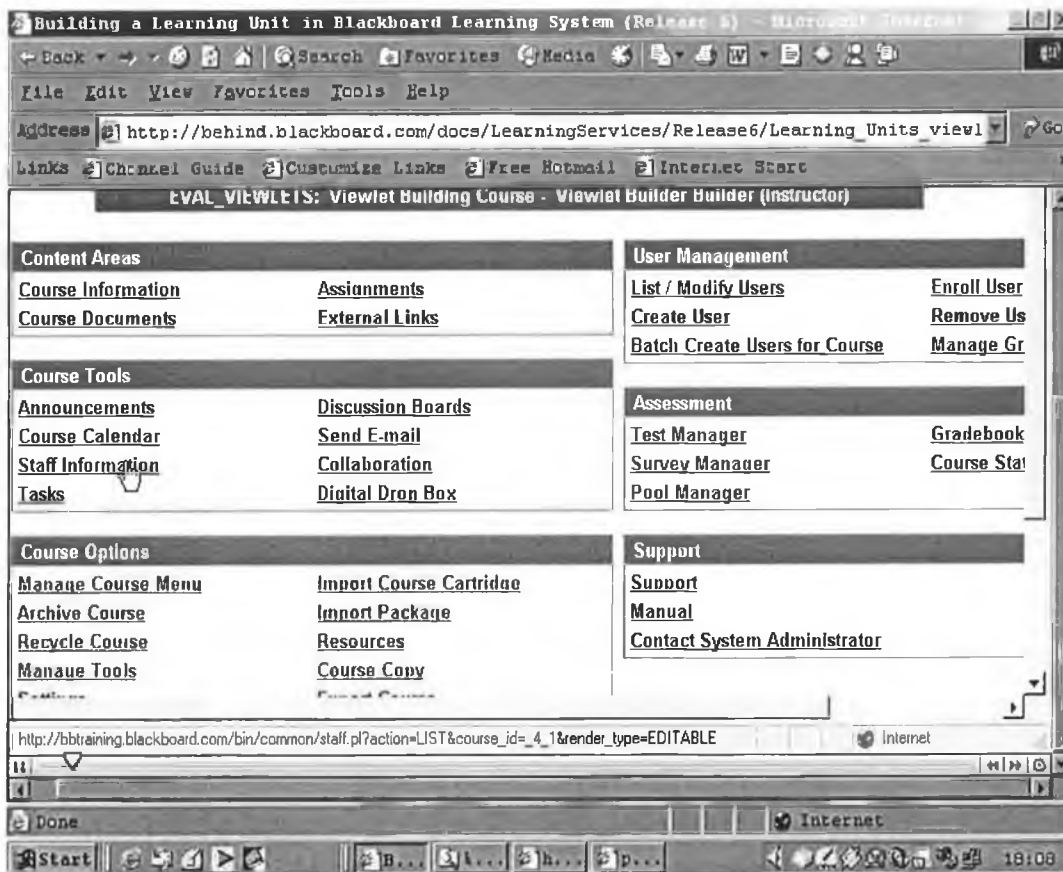 Building a Learning Unit in Blackboard Learning System (Release 6) - Microsoft Internet
Back Search Favorites Media
File Edit View Favorites Tools Help
Address http://behind.blackboard.com/docs/LearningServices/Release6/Learning_Units_viewl Go
Links Channel Guide Customize Links Free Hotmail Internet Start
EVAL_VIEWLETS: Viewlet Building Course - Viewlet Builder Builder (Instructor)
Content Areas
Course Information Assignments
Course Documents External Links
User Management
List / Modify Users Enroll User
Create User Remove Us
Batch Create Users for Course Manage Gr
Course Tools
Announcements Discussion Boards
Course Calendar Send E-mail
Staff Information Collaboration
Tasks Digital Drop Box
Assessment
Test Manager Gradebook
Survey Manager Course Stat
Pool Manager
Course Options
Manage Course Menu Import Course Cartridge
Archive Course Import Package
Recycle Course Resources
Manage Tools Course Copy
Support
Support
Manual
Contact System Administrator
http://bbtraining.blackboard.com/bin/common/staff.pl?action=LIST&course_id=_4_1&render_type=EDITABLE Internet
Done Internet
Start B... h... p... 18:08